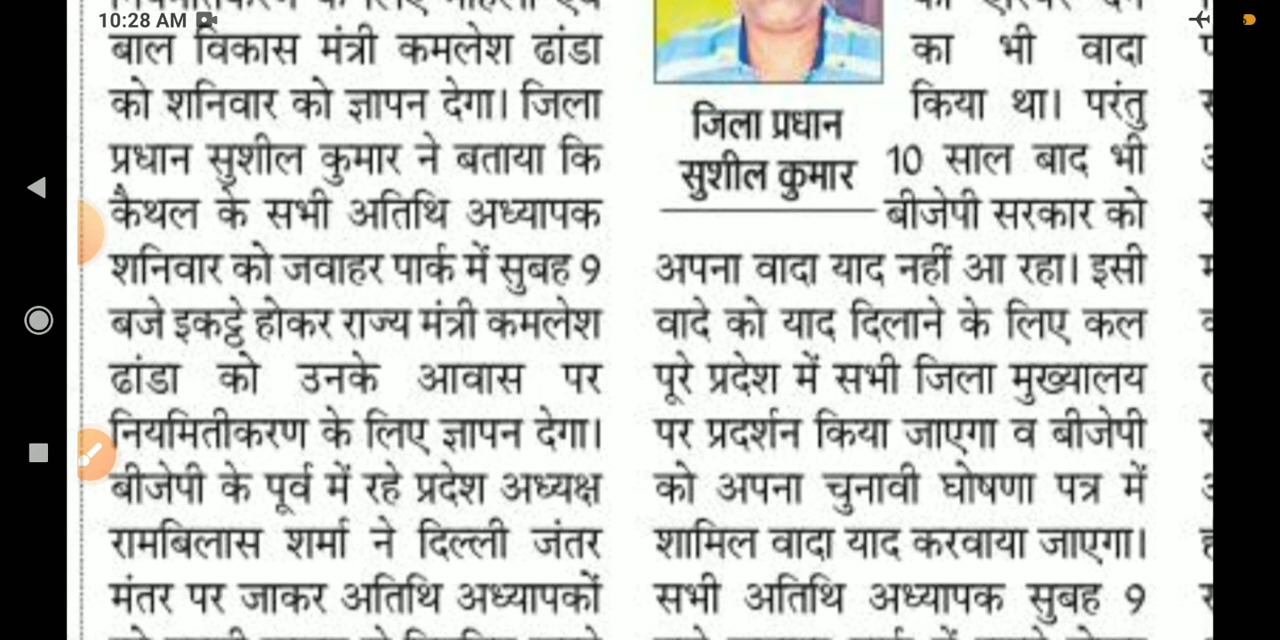 10:28 AM
बाल विकास मंत्री कमलेश ढांडा
को शनिवार को ज्ञापन देगा। जिला
प्रधान सुशील कुमार ने बताया कि
कैथल के सभी अतिथि अध्यापक
शनिवार को जवाहर पार्क में सुबह 9
बजे इकट्ठे होकर राज्य मंत्री कमलेश
ढांडा को उनके आवास पर
नियमितीकरण के लिए ज्ञापन देगा।
बीजेपी के पूर्व में रहे प्रदेश अध्यक्ष
रामबिलास शर्मा ने दिल्ली जंतर
मंतर पर जाकर अतिथि अध्यापकों
जिला प्रधान
सुशील कुमार
का भी वादा
किया था। परंतु
10 साल बाद भी
बीजेपी सरकार को
अपना वादा याद नहीं आ रहा। इसी
वादे को याद दिलाने के लिए कल
पूरे प्रदेश में सभी जिला मुख्यालय
पर प्रदर्शन किया जाएगा व बीजेपी
को अपना चुनावी घोषणा पत्र में
शामिल वादा याद करवाया जाएगा।
सभी अतिथि अध्यापक सुबह 9